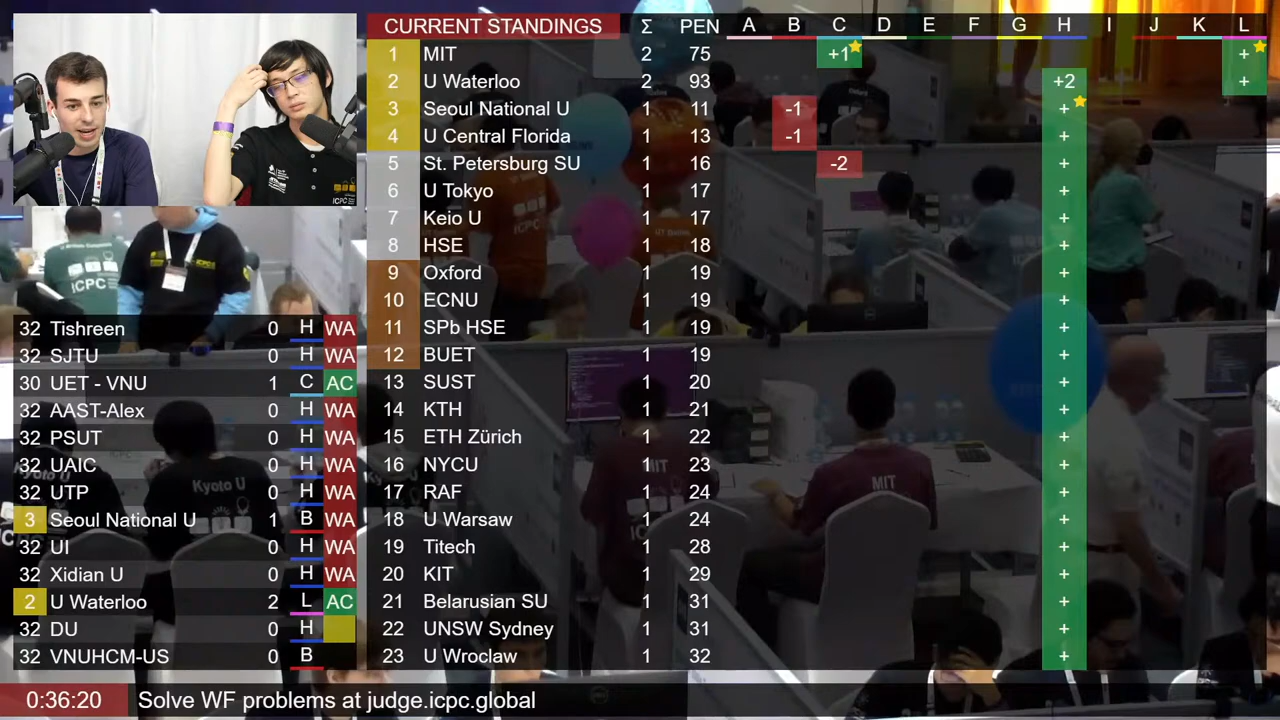 CURRENT STANDINGS Σ PEN A B C D E F G H I J K L
1 MIT 2 75 +1 +
2 U Waterloo 2 93 +2 +
3 Seoul National U 1 11 -1 +
4 U Central Florida 1 13 -1 +
5 St. Petersburg SU 1 16 -2 +
6 U Tokyo 1 17 +
7 Keio U 1 17 +
8 HSE 1 18 +
9 Oxford 1 19 +
10 ECNU 1 19 +
11 SPb HSE 1 19 +
12 BUET 1 19 +
13 SUST 1 20 +
14 KTH 1 21 +
15 ETH Zürich 1 22 +
16 NYCU 1 23 +
17 RAF 1 24 +
18 U Warsaw 1 24 +
19 Titech 1 28 +
20 KIT 1 29 +
21 Belarusian SU 1 31 +
22 UNSW Sydney 1 31 +
23 U Wroclaw 1 32 +
32 Tishreen 0 H WA
32 SJTU 0 H WA
30 UET - VNU 1 C AC
32 AAST-Alex 0 H WA
32 PSUT 0 H WA
32 UAIC 0 H WA
32 UTP 0 H WA
3 Seoul National U 1 B WA
32 UI 0 H WA
32 Xidian U 0 H WA
2 U Waterloo 2 L AC
32 DU 0 H
32 VNUHCM-US 0 B
0:36:20 Solve WF problems at judge.icpc.global
ICPC
icpc
ICPC
Kyoto U
MIT
MIT